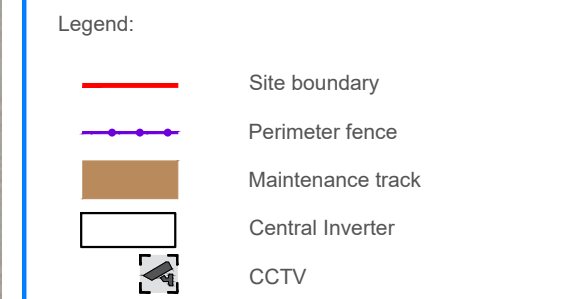 Legend:
Site boundary
Perimeter fence
Maintenance track
Central Inverter
CCTV